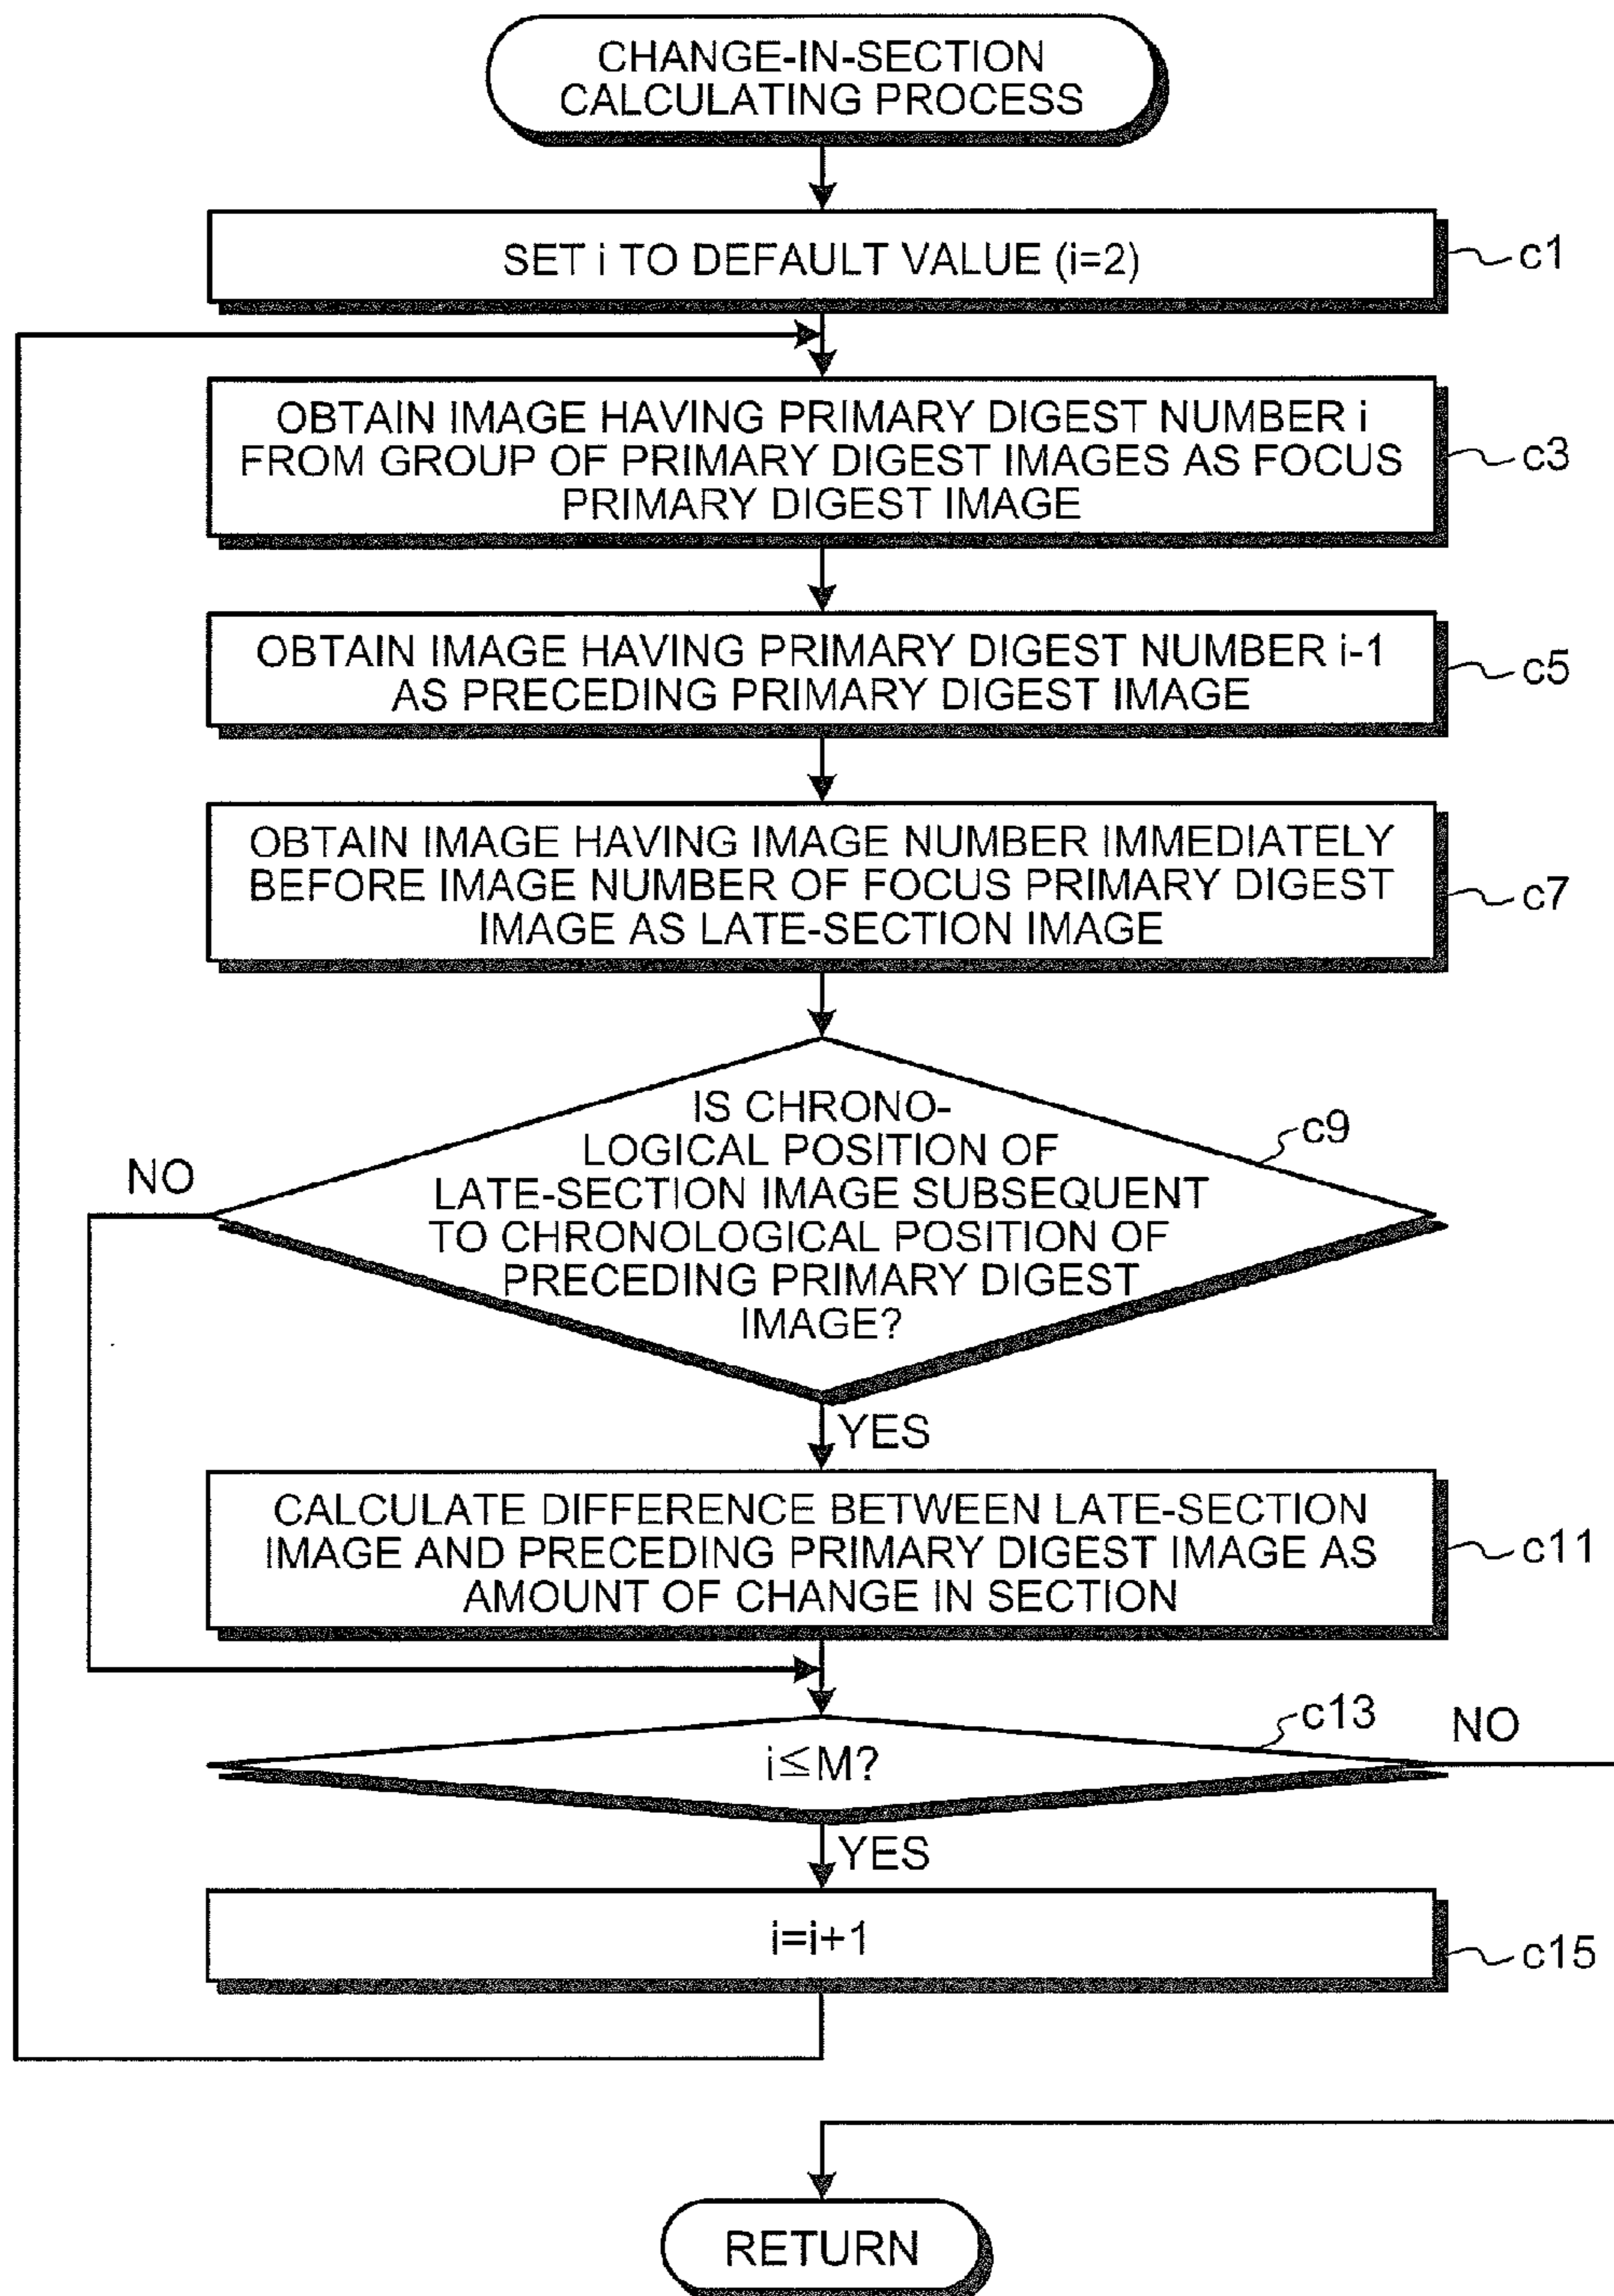 CHANGE-IN-SECTION
CALCULATING PROCESS
SET i TO DEFAULT VALUE (i=2)
c1
OBTAIN IMAGE HAVING PRIMARY DIGEST NUMBER i
FROM GROUP OF PRIMARY DIGEST IMAGES AS FOCUS
PRIMARY DIGEST IMAGE
c3
OBTAIN IMAGE HAVING PRIMARY DIGEST NUMBER i-1
AS PRECEDING PRIMARY DIGEST IMAGE
c5
OBTAIN IMAGE HAVING IMAGE NUMBER IMMEDIATELY
BEFORE IMAGE NUMBER OF FOCUS PRIMARY DIGEST
IMAGE AS LATE-SECTION IMAGE
c7
IS CHRONO-
LOGICAL POSITION OF
LATE-SECTION IMAGE SUBSEQUENT
TO CHRONOLOGICAL POSITION OF
PRECEDING PRIMARY DIGEST
IMAGE?
c9
NO
YES
CALCULATE DIFFERENCE BETWEEN LATE-SECTION
IMAGE AND PRECEDING PRIMARY DIGEST IMAGE AS
AMOUNT OF CHANGE IN SECTION
c11
i≦M?
c13
NO
YES
i=i+1
c15
RETURN